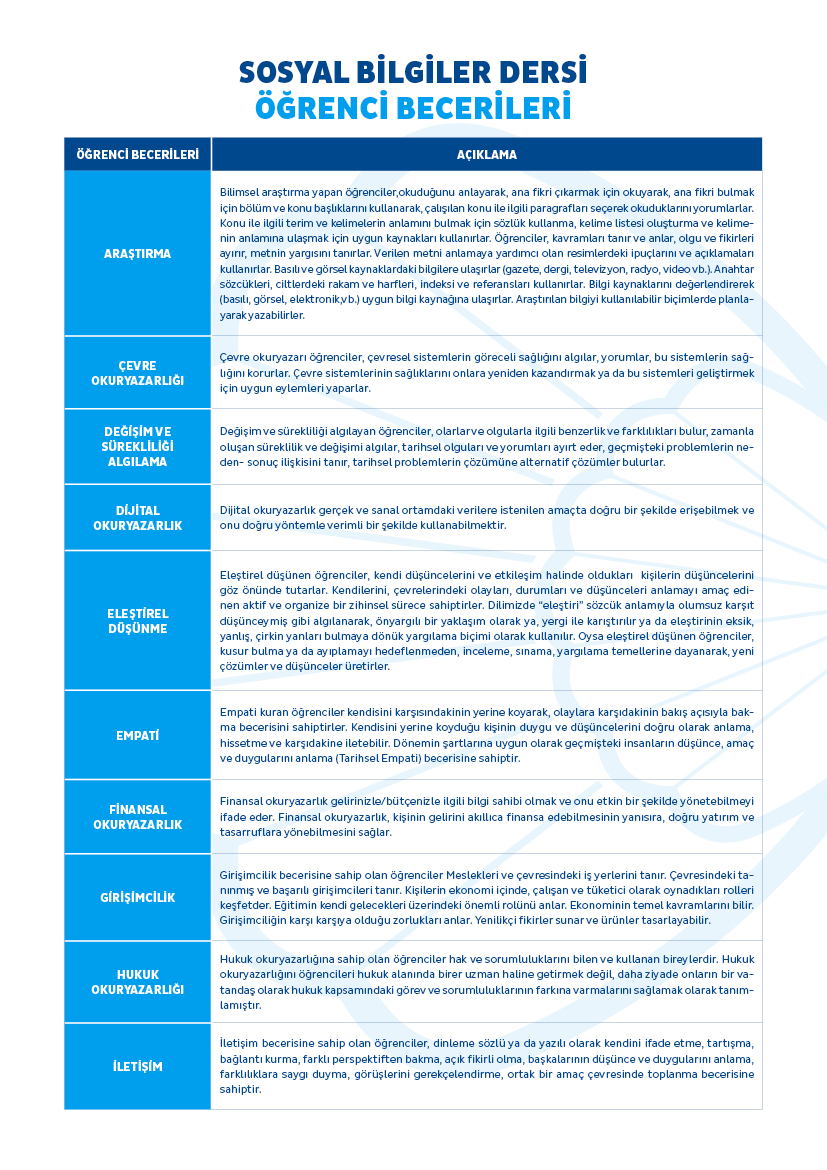 SOSYAL BİLGİLER DERSİ
ÖĞRENCİ BECERİLERİ
ÖĞRENCİ BECERİLERİ
AÇIKLAMA
ARAŞTIRMA
Bilimsel araştırma yapan öğrenciler,okuduğunu anlayarak, ana fikri çıkarmak için okuyarak, ana fikri bulmak
için bölüm ve konu başlıklarını kullanarak, çalışılan konu ile ilgili paragrafları seçerek okuduklarını yorumlarlar.
Konu ile ilgili terim ve kelimelerin anlamını bulmak için sözlük kullanma, kelime listesi oluşturma ve kelime-
nin anlamına ulaşmak için uygun kaynakları kullanırlar. Öğrenciler, kavramları tanır ve anlar, olgu ve fikirleri
ayırır, metnin yargısını tanırlar. Verilen metni anlamaya yardımcı olan resimlerdeki ipuçlarını ve açıklamaları
kullanırlar. Basılı ve görsel kaynaklardaki bilgilere ulaşırlar (gazete, dergi, televizyon, radyo, video vb.). Anahtar
sözcükleri, ciltlerdeki rakam ve harfleri, indeksi ve referansları kullanırlar. Bilgi kaynaklarını değerlendirerek
(basılı, görsel, elektronik,vb.) uygun bilgi kaynağına ulaşırlar. Araştırılan bilgiyi kullanılabilir biçimlerde planla-
yarak yazabilirler.
ÇEVRE
OKURYAZARLIĞI
Çevre okuryazarı öğrenciler, çevresel sistemlerin göreceli sağlığını algılar, yorumlar, bu sistemlerin sağ-
lığını korurlar. Çevre sistemlerinin sağlıklarını onlara yeniden kazandırmak ya da bu sistemleri geliştirmek
için uygun eylemleri yaparlar.
DEĞİŞİM VE
SÜREKLİLİĞİ
ALGILAMA
Değişim ve sürekliliği algılayan öğrenciler, olarlar ve olgularla ilgili benzerlik ve farklılıkları bulur, zamanla
oluşan süreklilik ve değişimi algılar, tarihsel olguları ve yorumları ayırt eder, geçmişteki problemlerin ne-
den- sonuç ilişkisini tanır, tarihsel problemlerin çözümüne alternatif çözümler bulurlar.
DİJİTAL
OKURYAZARLIK
Dijital okuryazarlık gerçek ve sanal ortamdaki verilere istenilen amaçta doğru bir şekilde erişebilmek ve
onu doğru yöntemle verimli bir şekilde kullanabilmektir.
ELEŞTİREL
DÜŞÜNME
Eleştirel düşünen öğrenciler, kendi düşüncelerini ve etkileşim halinde oldukları kişilerin düşüncelerini
göz önünde tutarlar. Kendilerini, çevrelerindeki olayları, durumları ve düşünceleri anlamayı amaç edi-
nen aktif ve organize bir zihinsel sürece sahiptirler. Dilimizde “eleştiri” sözcük anlamıyla olumsuz karşıt
düşünceymiş gibi algılanarak, önyargılı bir yaklaşım olarak ya, yergi ile karıştırılır ya da eleştirinin eksik,
yanlış, çirkin yanları bulmaya dönük yargılama biçimi olarak kullanılır. Oysa eleştirel düşünen öğrenciler,
kusur bulma ya da ayıplamayı hedeflenmeden, inceleme, sınama, yargılama temellerine dayanarak, yeni
çözümler ve düşünceler üretirler.
EMPATİ
Empati kuran öğrenciler kendisini karşısındakinin yerine koyarak, olaylara karşıdakinin bakış açısıyla bak-
ma becerisini sahiptirler. Kendisini yerine koyduğu kişinin duygu ve düşüncelerini doğru olarak anlama,
hissetme ve karşıdakine iletebilir. Dönemin şartlarına uygun olarak geçmişteki insanların düşünce, amaç
ve duygularını anlama (Tarihsel Empati) becerisine sahiptir.
FİNANSAL
OKURYAZARLIK
Finansal okuryazarlık gelirinizle/bütçenizle ilgili bilgi sahibi olmak ve onu etkin bir şekilde yönetebilmeyi
ifade eder. Finansal okuryazarlık, kişinin gelirini akıllıca finansa edebilmesinin yanısıra, doğru yatırım ve
tasarruflara yönebilmesini sağlar.
GİRİŞİMCİLİK
Girişimcilik becerisine sahip olan öğrenciler Meslekleri ve çevresindeki iş yerlerini tanır. Çevresindeki ta-
nınmış ve başarılı girişimcileri tanır. Kişilerin ekonomi içinde, çalışan ve tüketici olarak oynadıkları rolleri
keşfetder. Eğitimin kendi gelecekleri üzerindeki önemli rolünü anlar. Ekonominin temel kavramlarını bilir.
Girişimciliğin karşı karşıya olduğu zorlukları anlar. Yenilikçi fikirler sunar ve ürünler tasarlayabilir.
HUKUK
OKURYAZARLIĞI
Hukuk okuryazarlığına sahip olan öğrenciler hak ve sorumluluklarını bilen ve kullanan bireylerdir. Hukuk
okuryazarlığını öğrencileri hukuk alanında birer uzman haline getirmek değil, daha ziyade onların bir va-
tandaş olarak hukuk kapsamındaki görev ve sorumluluklarının farkına varmalarını sağlamak olarak tanım-
lamıştır.
İLETİŞİM
İletişim becerisine sahip olan öğrenciler, dinleme sözlü ya da yazılı olarak kendini ifade etme, tartışma,
bağlantı kurma, farklı perspektiften bakma, açık fikirli olma, başkalarının düşünce ve duygularını anlama,
farklılıklara saygı duyma, görüşlerini gerekçelendirme, ortak bir amaç çevresinde toplanma becerisine
sahiptir.